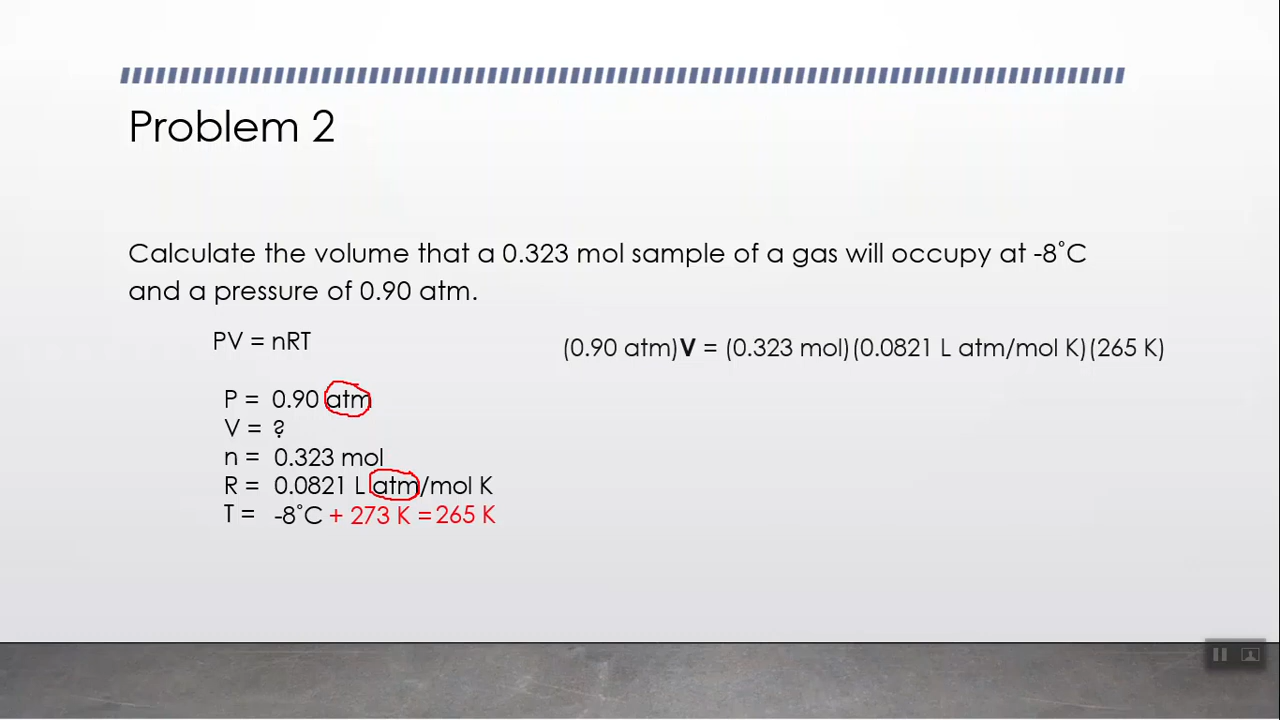 Problem 2
Calculate the volume that a 0.323 mol sample of a gas will occupy at -8˚C
and a pressure of 0.90 atm.
PV = nRT
(0.90 atm)V = (0.323 mol)(0.0821 L atm/mol K)(265 K)
P = 0.90 atm
V = ?
n = 0.323 mol
R = 0.0821 L atm/mol K
T = -8˚C + 273 K = 265 K